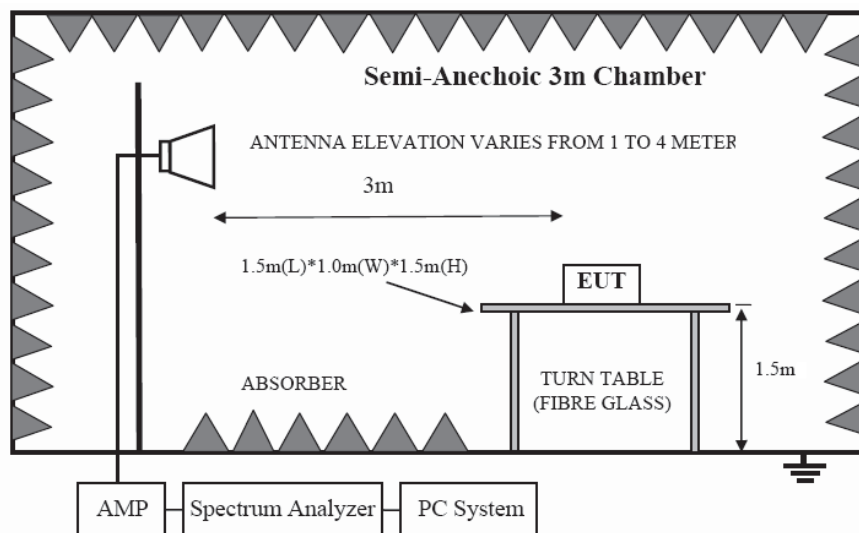 Semi-Anechoic 3m Chamber
ANTENNA ELEVATION VARIES FROM 1 TO 4 METER
3m
1.5m(L)*1.0m(W)*1.5m(H)
EUT
1.5m
ABSORBER
TURN TABLE
(FIBRE GLASS)
AMP
Spectrum Analyzer
PC System